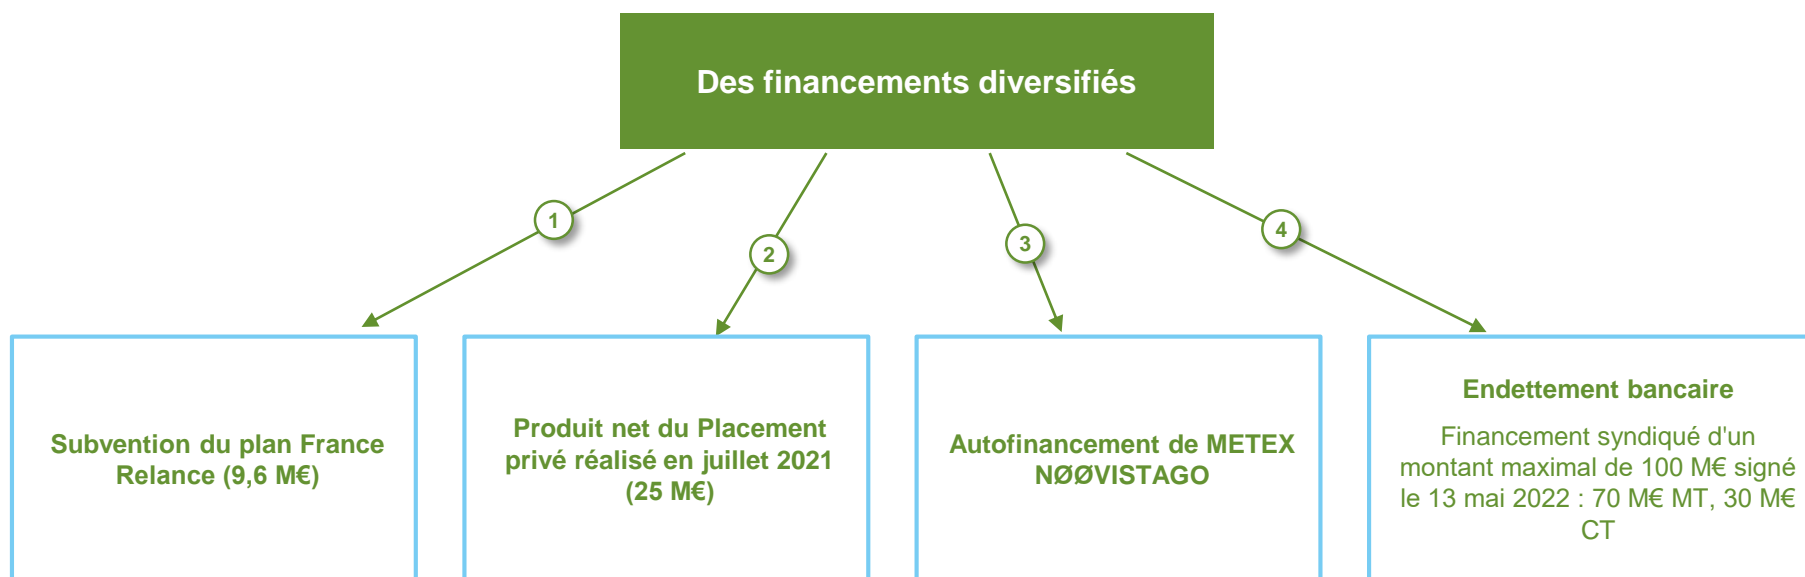 Des financements diversifiés
1
2
3
4
Subvention du plan France
Relance (9,6 M€)
Produit net du Placement
privé réalisé en juillet 2021
(25 M€)
Autofinancement de METEX
NØØVISTAGO
Endettement bancaire
Financement syndiqué d'un
montant maximal de 100 M€ signé
le 13 mai 2022 : 70 M€ MT, 30 M€
CT